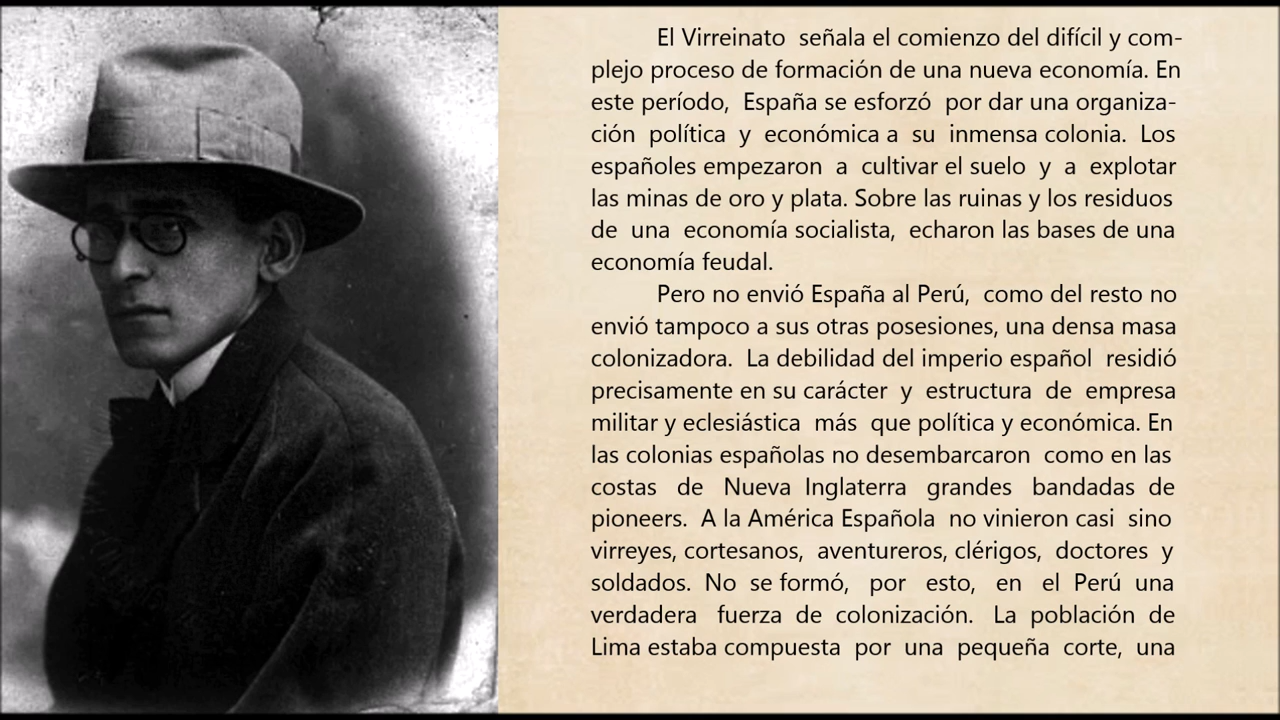 El Virreinato señala el comienzo del difícil y com-
plejo proceso de formación de una nueva economía. En
este período, España se esforzó por dar una organiza-
ción política y económica a su inmensa colonia. Los
españoles empezaron a cultivar el suelo y a explotar
las minas de oro y plata. Sobre las ruinas y los residuos
de una economía socialista, echaron las bases de una
economía feudal.
Pero no envió España al Perú, como del resto no
envió tampoco a sus otras posesiones, una densa masa
colonizadora. La debilidad del imperio español residió
precisamente en su carácter y estructura de empresa
militar y eclesiástica más que política y económica. En
las colonias españolas no desembarcaron como en las
costas de Nueva Inglaterra grandes bandadas de
pioneers. A la América Española no vinieron casi sino
virreyes, cortesanos, aventureros, clérigos, doctores y
soldados. No se formó, por esto, en el Perú una
verdadera fuerza de colonización. La población de
Lima estaba compuesta por una pequeña corte, una